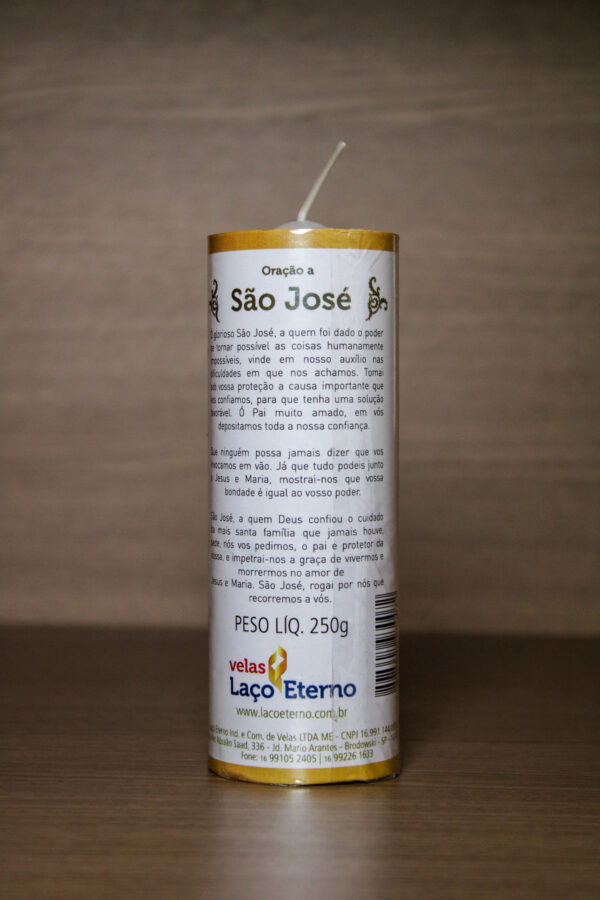 Oração a
São José
glorioso São José, a quem foi dado o poder
de tornar possível as coisas humanamente
impossíveis, vinde em nosso auxílio nas
dificuldades em que nos achamos. Tomai
sob vossa proteção a causa importante que
vos confiamos, para que tenha uma solução
favorável. Ó Pai muito amado, em vós
depositamos toda a nossa confiança.
Que ninguém possa jamais dizer que vos
invocamos em vão. Já que tudo podeis junto
a Jesus e Maria, mostrai-nos que vossa
bondade é igual ao vosso poder.
São José, a quem Deus confiou o cuidado
da mais santa família que jamais houve,
sede, nós vos pedimos, o pai e protetor da
nossa, e impetrai-nos a graça de vivermos e
morrermos no amor de
Jesus e Maria. São José, rogai por nós que
recorremos a vós.
PESO LÍQ. 250g
velas
Laço Eterno
www.lacoeterno.com.br
Laço Eterno Ind. e Com. de Velas LTDA ME - CNPJ 16.991.144
Saad, 336 - Jd. Mario Arantes - Brodowski - SP
Fone: 16 99105 2405 | 16 99226 1633